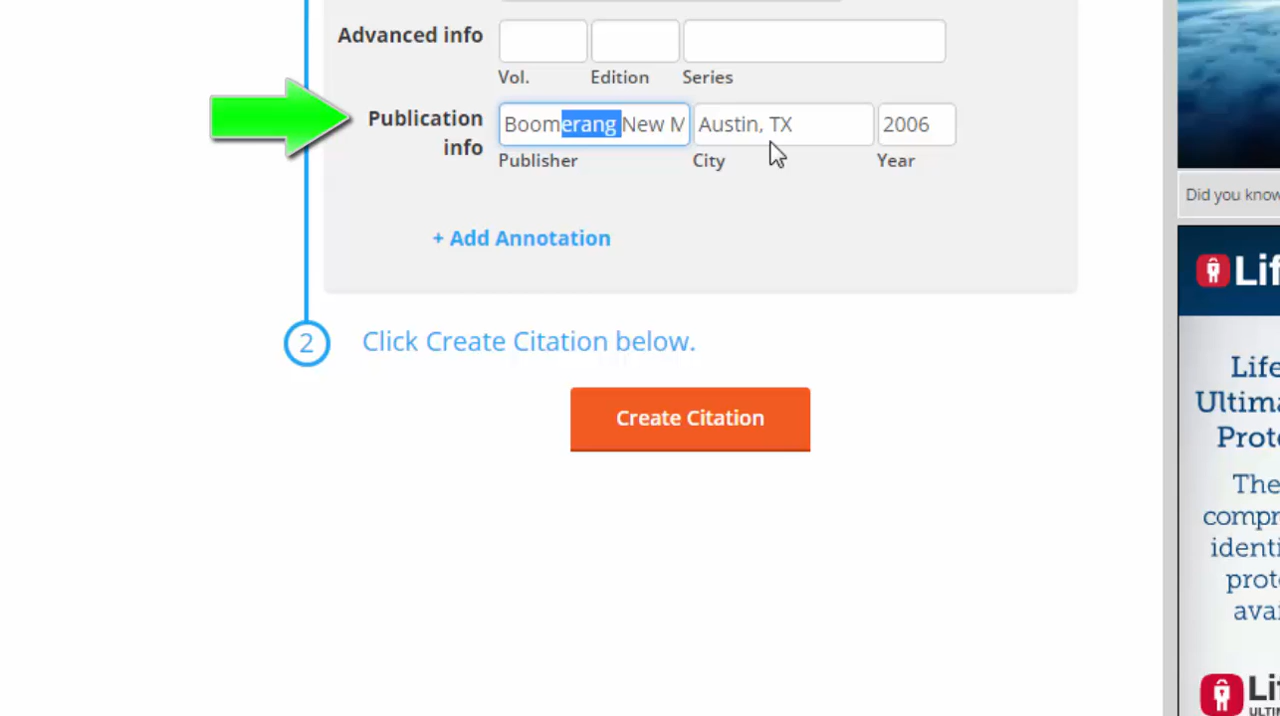 Advanced info
Vol. Edition Series
Publication info
Boomerang New M Austin, TX 2006
Publisher City Year
+ Add Annotation
2 Click Create Citation below.
Create Citation
Did you know
Lif
Life
Ultima
Prote
The
compr
identi
prote
avai
Lif
ULTIM